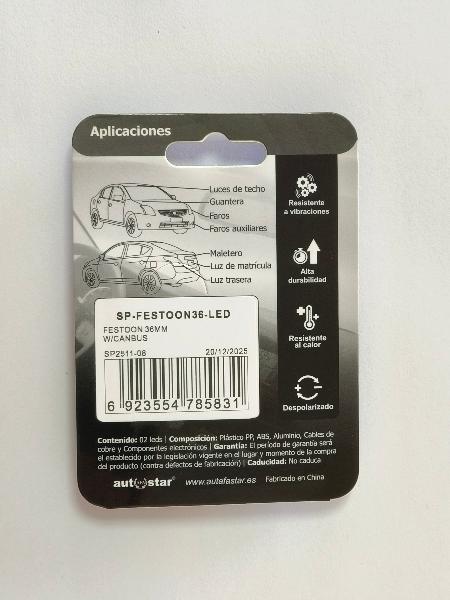 Aplicaciones
Luces de techo
Guantera
Faros
Faros auxiliares
Maletero
Luz de matrícula
Luz trasera
Resistente
a vibraciones
Alta
durabilidad
Resistente
al calor
Despolarizado
SP-FESTOON36-LED
FESTOON 36MM
W/CANBUS
SP2511-08 20/12/2025
6 923554 785831
Contenido: 02 leds | Composición: Plástico PP, ABS, Aluminio, Cables de
cobre y Componentes electrónicos | Garantía: El período de garantía será
el establecido por la legislación vigente en el lugar y momento de la compra
del producto (contra defectos de fabricación) | Caducidad: No caduca
autostar www.autafastar.es Fabricado en China